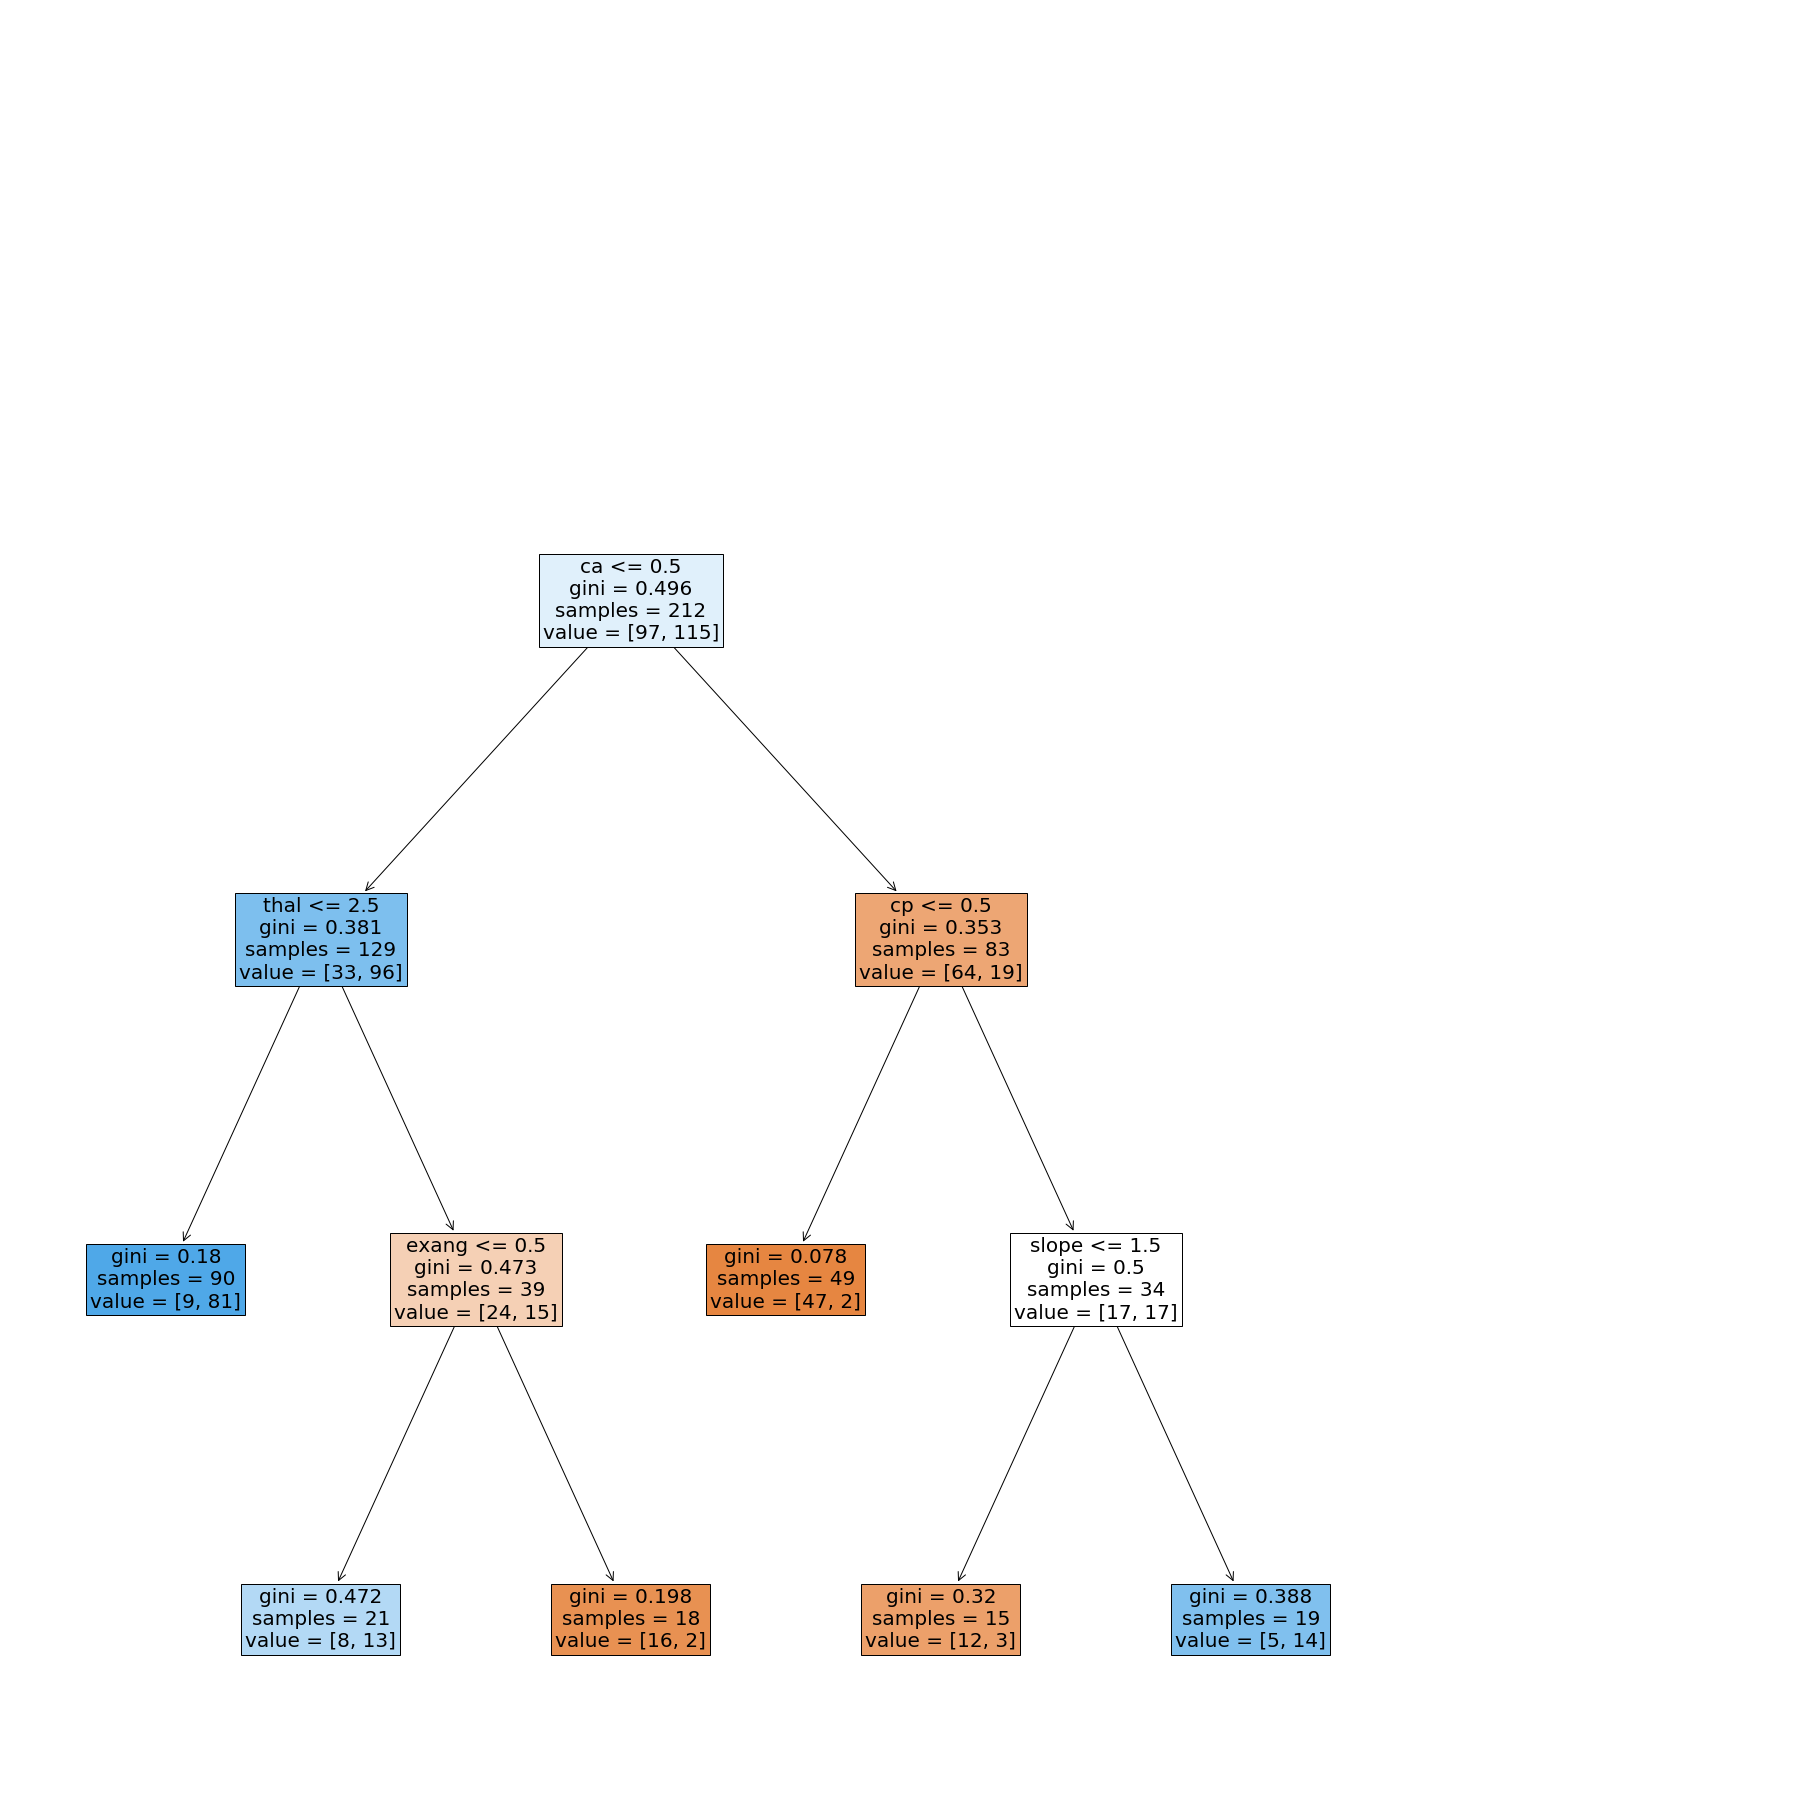 ca <= 0.5
gini = 0.496
samples = 212
value = [97, 115]
thal <= 2.5
gini = 0.381
samples = 129
value = [33, 96]
cp <= 0.5
gini = 0.353
samples = 83
value = [64, 19]
gini = 0.18
samples = 90
value = [9, 81]
exang <= 0.5
gini = 0.473
samples = 39
value = [24, 15]
gini = 0.078
samples = 49
value = [47, 2]
slope <= 1.5
gini = 0.5
samples = 34
value = [17, 17]
gini = 0.472
samples = 21
value = [8, 13]
gini = 0.198
samples = 18
value = [16, 2]
gini = 0.32
samples = 15
value = [12, 3]
gini = 0.388
samples = 19
value = [5, 14]